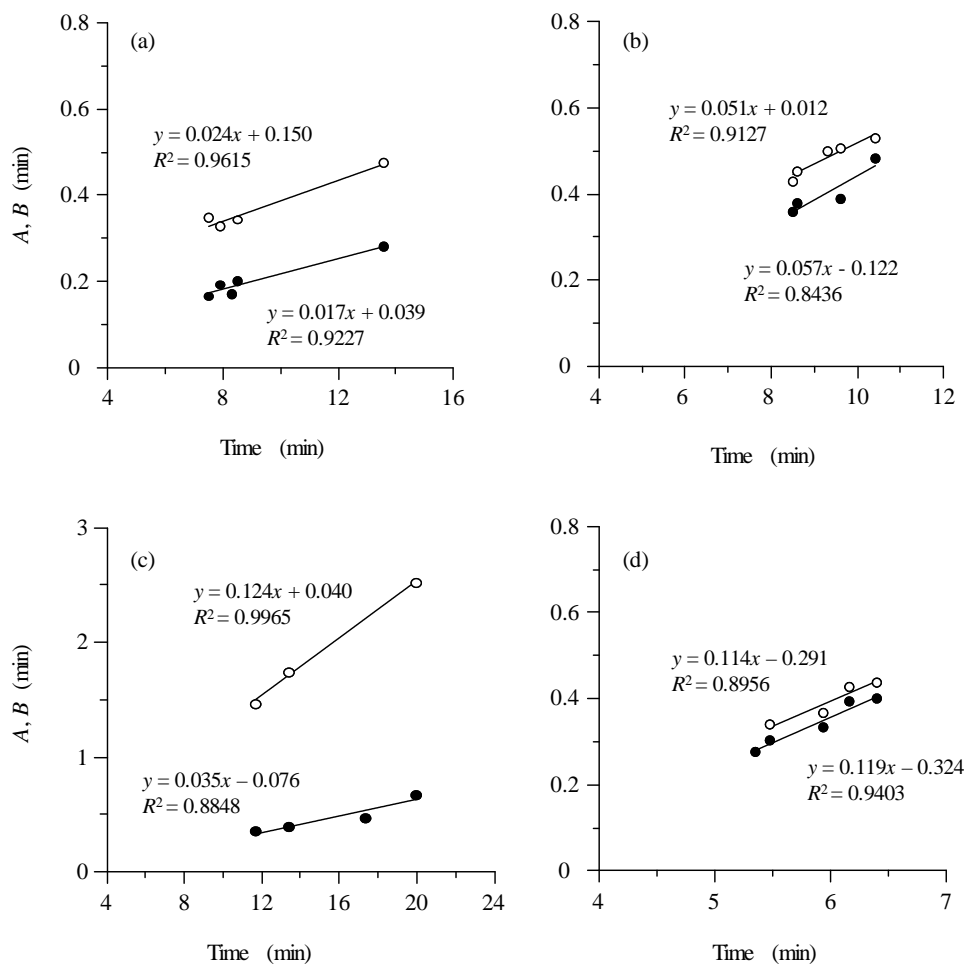 (a)
0.8
0.6
0.4
0.2
0
A, B (min)
y = 0.024x + 0.150
R² = 0.9615
y = 0.017x + 0.039
R² = 0.9227
4 8 12 16
Time (min)
(b)
0.8
0.6
0.4
0.2
0
y = 0.051x + 0.012
R² = 0.9127
y = 0.057x - 0.122
R² = 0.8436
4 6 8 10 12
Time (min)
(c)
3
2
1
0
A, B (min)
y = 0.124x + 0.040
R² = 0.9965
y = 0.035x – 0.076
R² = 0.8848
4 8 12 16 20 24
Time (min)
(d)
0.8
0.6
0.4
0.2
0
y = 0.114x – 0.291
R² = 0.8956
y = 0.119x – 0.324
R² = 0.9403
4 5 6 7
Time (min)